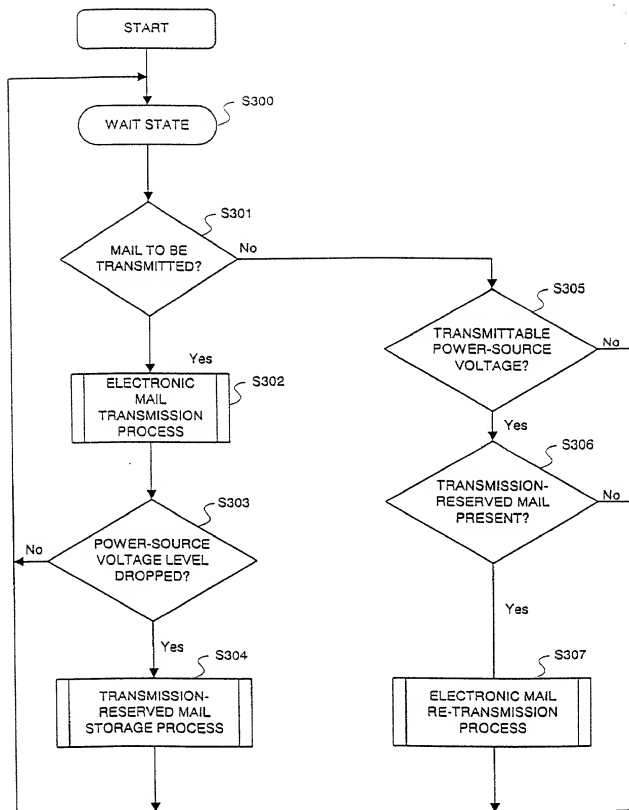 START
WAIT STATE
S300
MAIL TO BE
TRANSMITTED?
S301
No
Yes
ELECTRONIC
MAIL
TRANSMISSION
PROCESS
S302
POWER-SOURCE
VOLTAGE LEVEL
DROPPED?
S303
No
Yes
TRANSMISSION-
RESERVED MAIL
STORAGE PROCESS
S304
TRANSMITTABLE
POWER-SOURCE
VOLTAGE?
S305
No
Yes
TRANSMISSION-
RESERVED MAIL
PRESENT?
S306
No
Yes
ELECTRONIC MAIL
RE-TRANSMISSION
PROCESS
S307